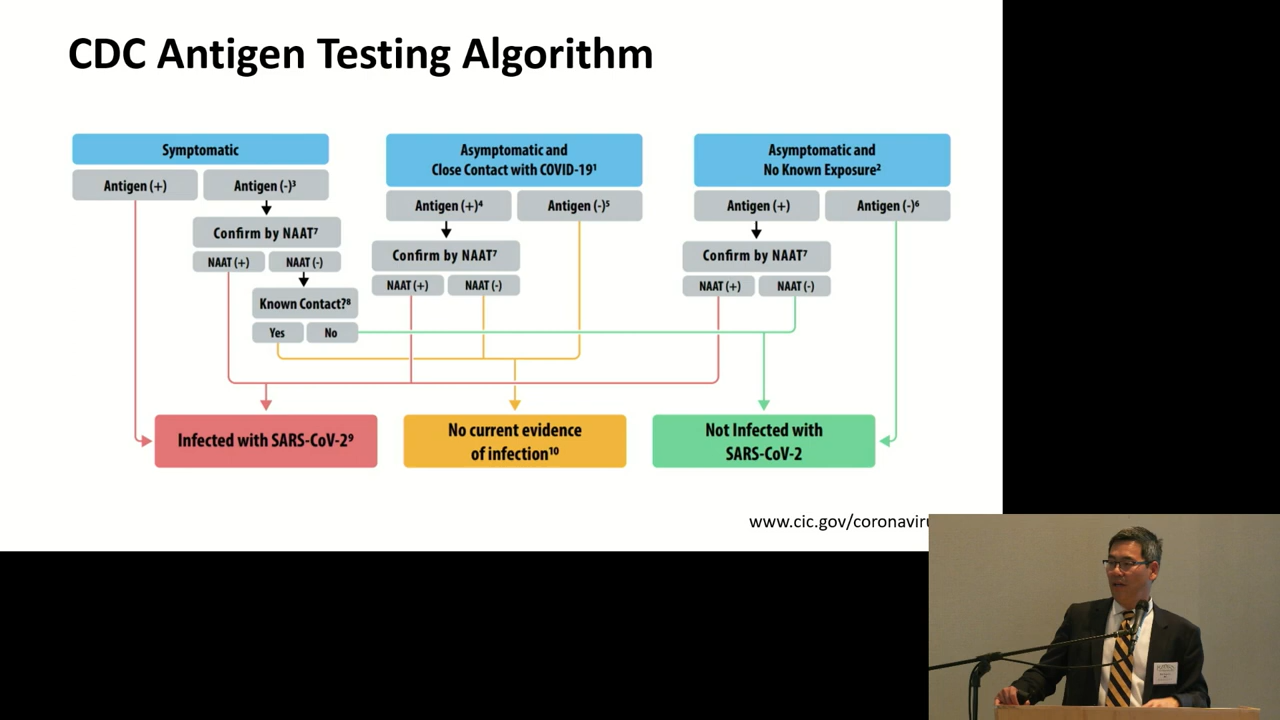 CDC Antigen Testing Algorithm
Symptomatic
Antigen (+)
Antigen (-)³
Confirm by NAAT⁷
NAAT (+)
NAAT (-)
Known Contact?⁸
Yes
No
Asymptomatic and
Close Contact with COVID-19¹
Antigen (+)⁴
Antigen (-)⁵
Confirm by NAAT⁷
NAAT (+)
NAAT (-)
Asymptomatic and
No Known Exposure²
Antigen (+)
Antigen (-)⁶
Confirm by NAAT⁷
NAAT (+)
NAAT (-)
Infected with SARS-CoV-2⁹
No current evidence
of infection¹⁰
Not Infected with
SARS-CoV-2
www.cic.gov/coronaviru